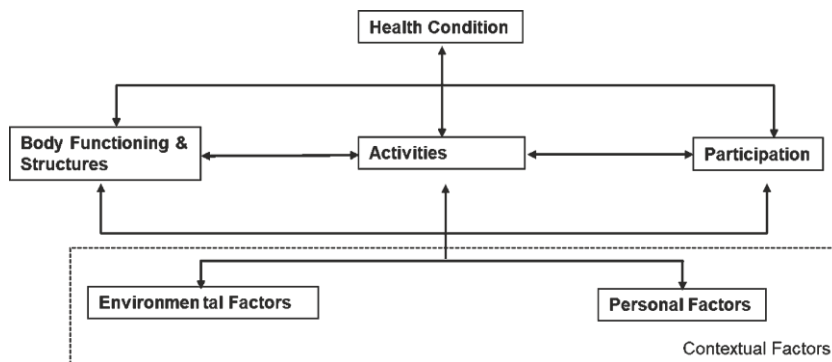 Health Condition
Body Functioning &
Structures
Activities
Participation
Environmental Factors
Personal Factors
Contextual Factors